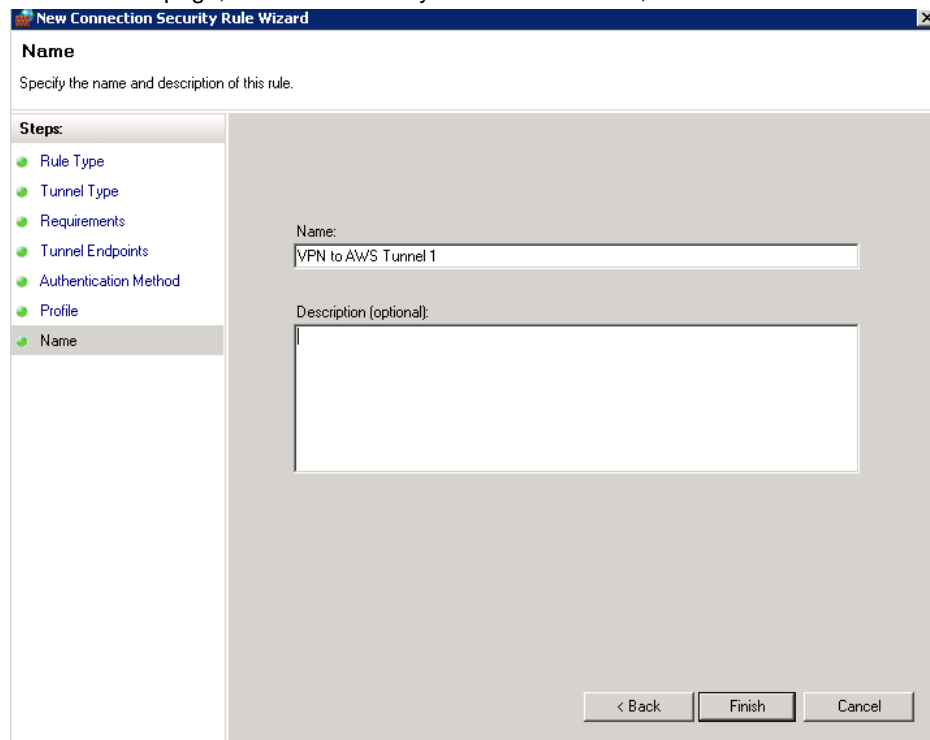 New Connection Security Rule Wizard
Name
Specify the name and description of this rule.
Steps:
Rule Type
Tunnel Type
Requirements
Tunnel Endpoints
Authentication Method
Profile
Name
Name:
VPN to AWS Tunnel 1
Description (optional):
< Back
Finish
Cancel